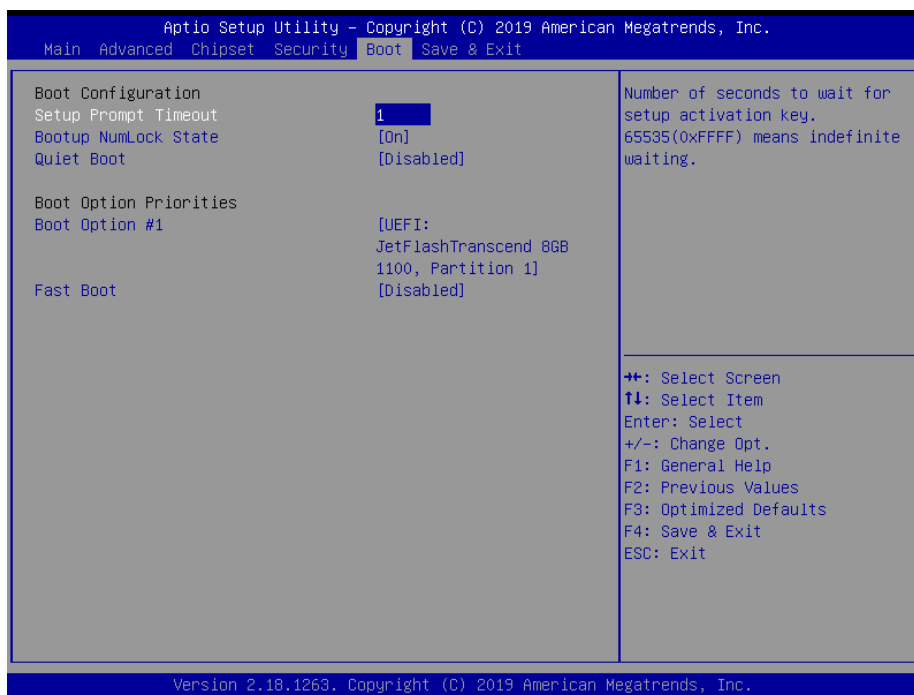 Aptio Setup Utility – Copyright (C) 2019 American Megatrends, Inc.
Main Advanced Chipset Security Boot Save & Exit
Boot Configuration
Setup Prompt Timeout 1
Bootup NumLock State [On]
Quiet Boot [Disabled]
Boot Option Priorities
Boot Option #1 [UEFI:
JetFlashTranscend 8GB
1100, Partition 1]
Fast Boot [Disabled]
Number of seconds to wait for
setup activation key.
65535(0xFFFF) means indefinite
waiting.
→←: Select Screen
↑↓: Select Item
Enter: Select
+/-: Change Opt.
F1: General Help
F2: Previous Values
F3: Optimized Defaults
F4: Save & Exit
ESC: Exit
Version 2.18.1263. Copyright (C) 2019 American Megatrends, Inc.